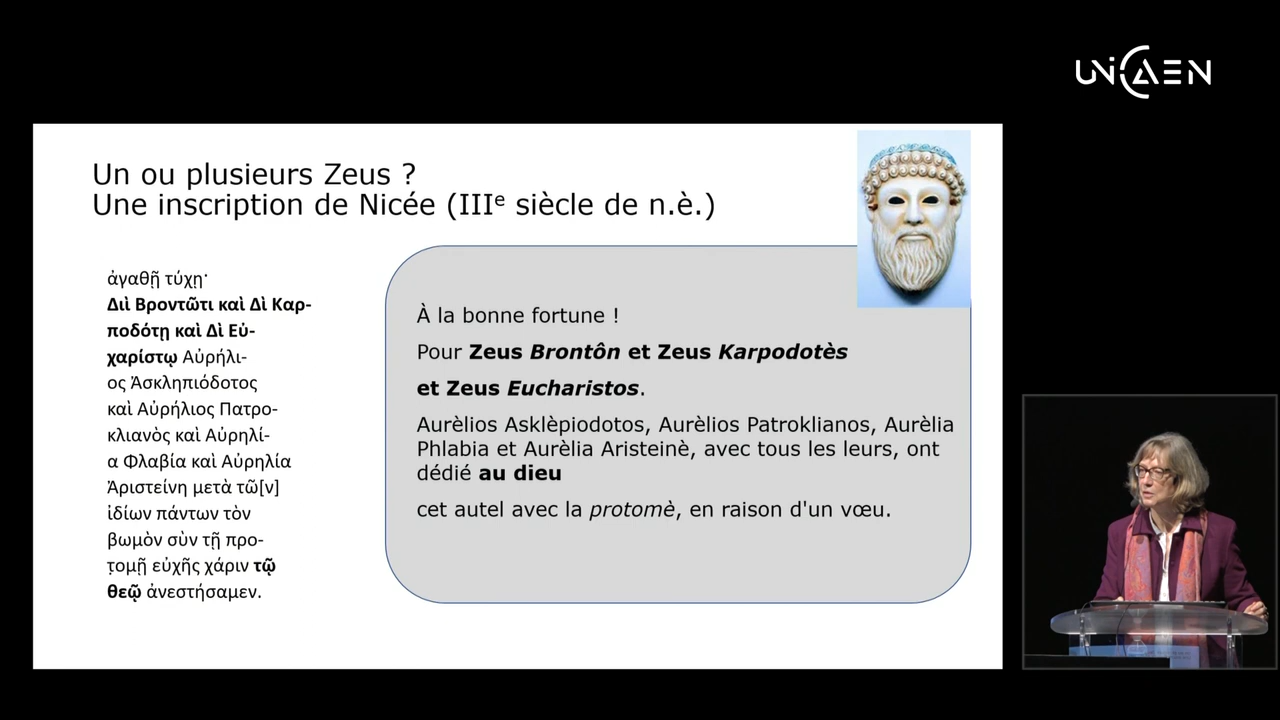 UNICAEN
Un ou plusieurs Zeus ?
Une inscription de Nicée (IIIᵉ siècle de n.è.)
ἀγαθῇ τύχῃ·
Διὶ Βροντῶτι καὶ Δὶ Καρ-
ποδότῃ καὶ Δὶ Εὐ-
χαρίστῳ Αὐρήλι-
ος Ἀσκληπιόδοτος
καὶ Αὐρήλιος Πατρο-
κλιανὸς καὶ Αὐρηλί-
α Φλαβία καὶ Αὐρηλία
Ἀριστείνη μετὰ τῶ[ν]
ἰδίων πάντων τὸν
βωμὸν σὺν τῇ προ-
τ̣ομῇ εὐχῆς χάριν τῷ
θεῷ ἀνεστήσαμεν.
À la bonne fortune !
Pour Zeus Brontôn et Zeus Karpodotès
et Zeus Eucharistos.
Aurèlios Asklèpiodotos, Aurèlios Patroklianos, Aurèlia
Phlabia et Aurèlia Aristeinè, avec tous les leurs, ont
dédié au dieu
cet autel avec la protomè, en raison d'un vœu.